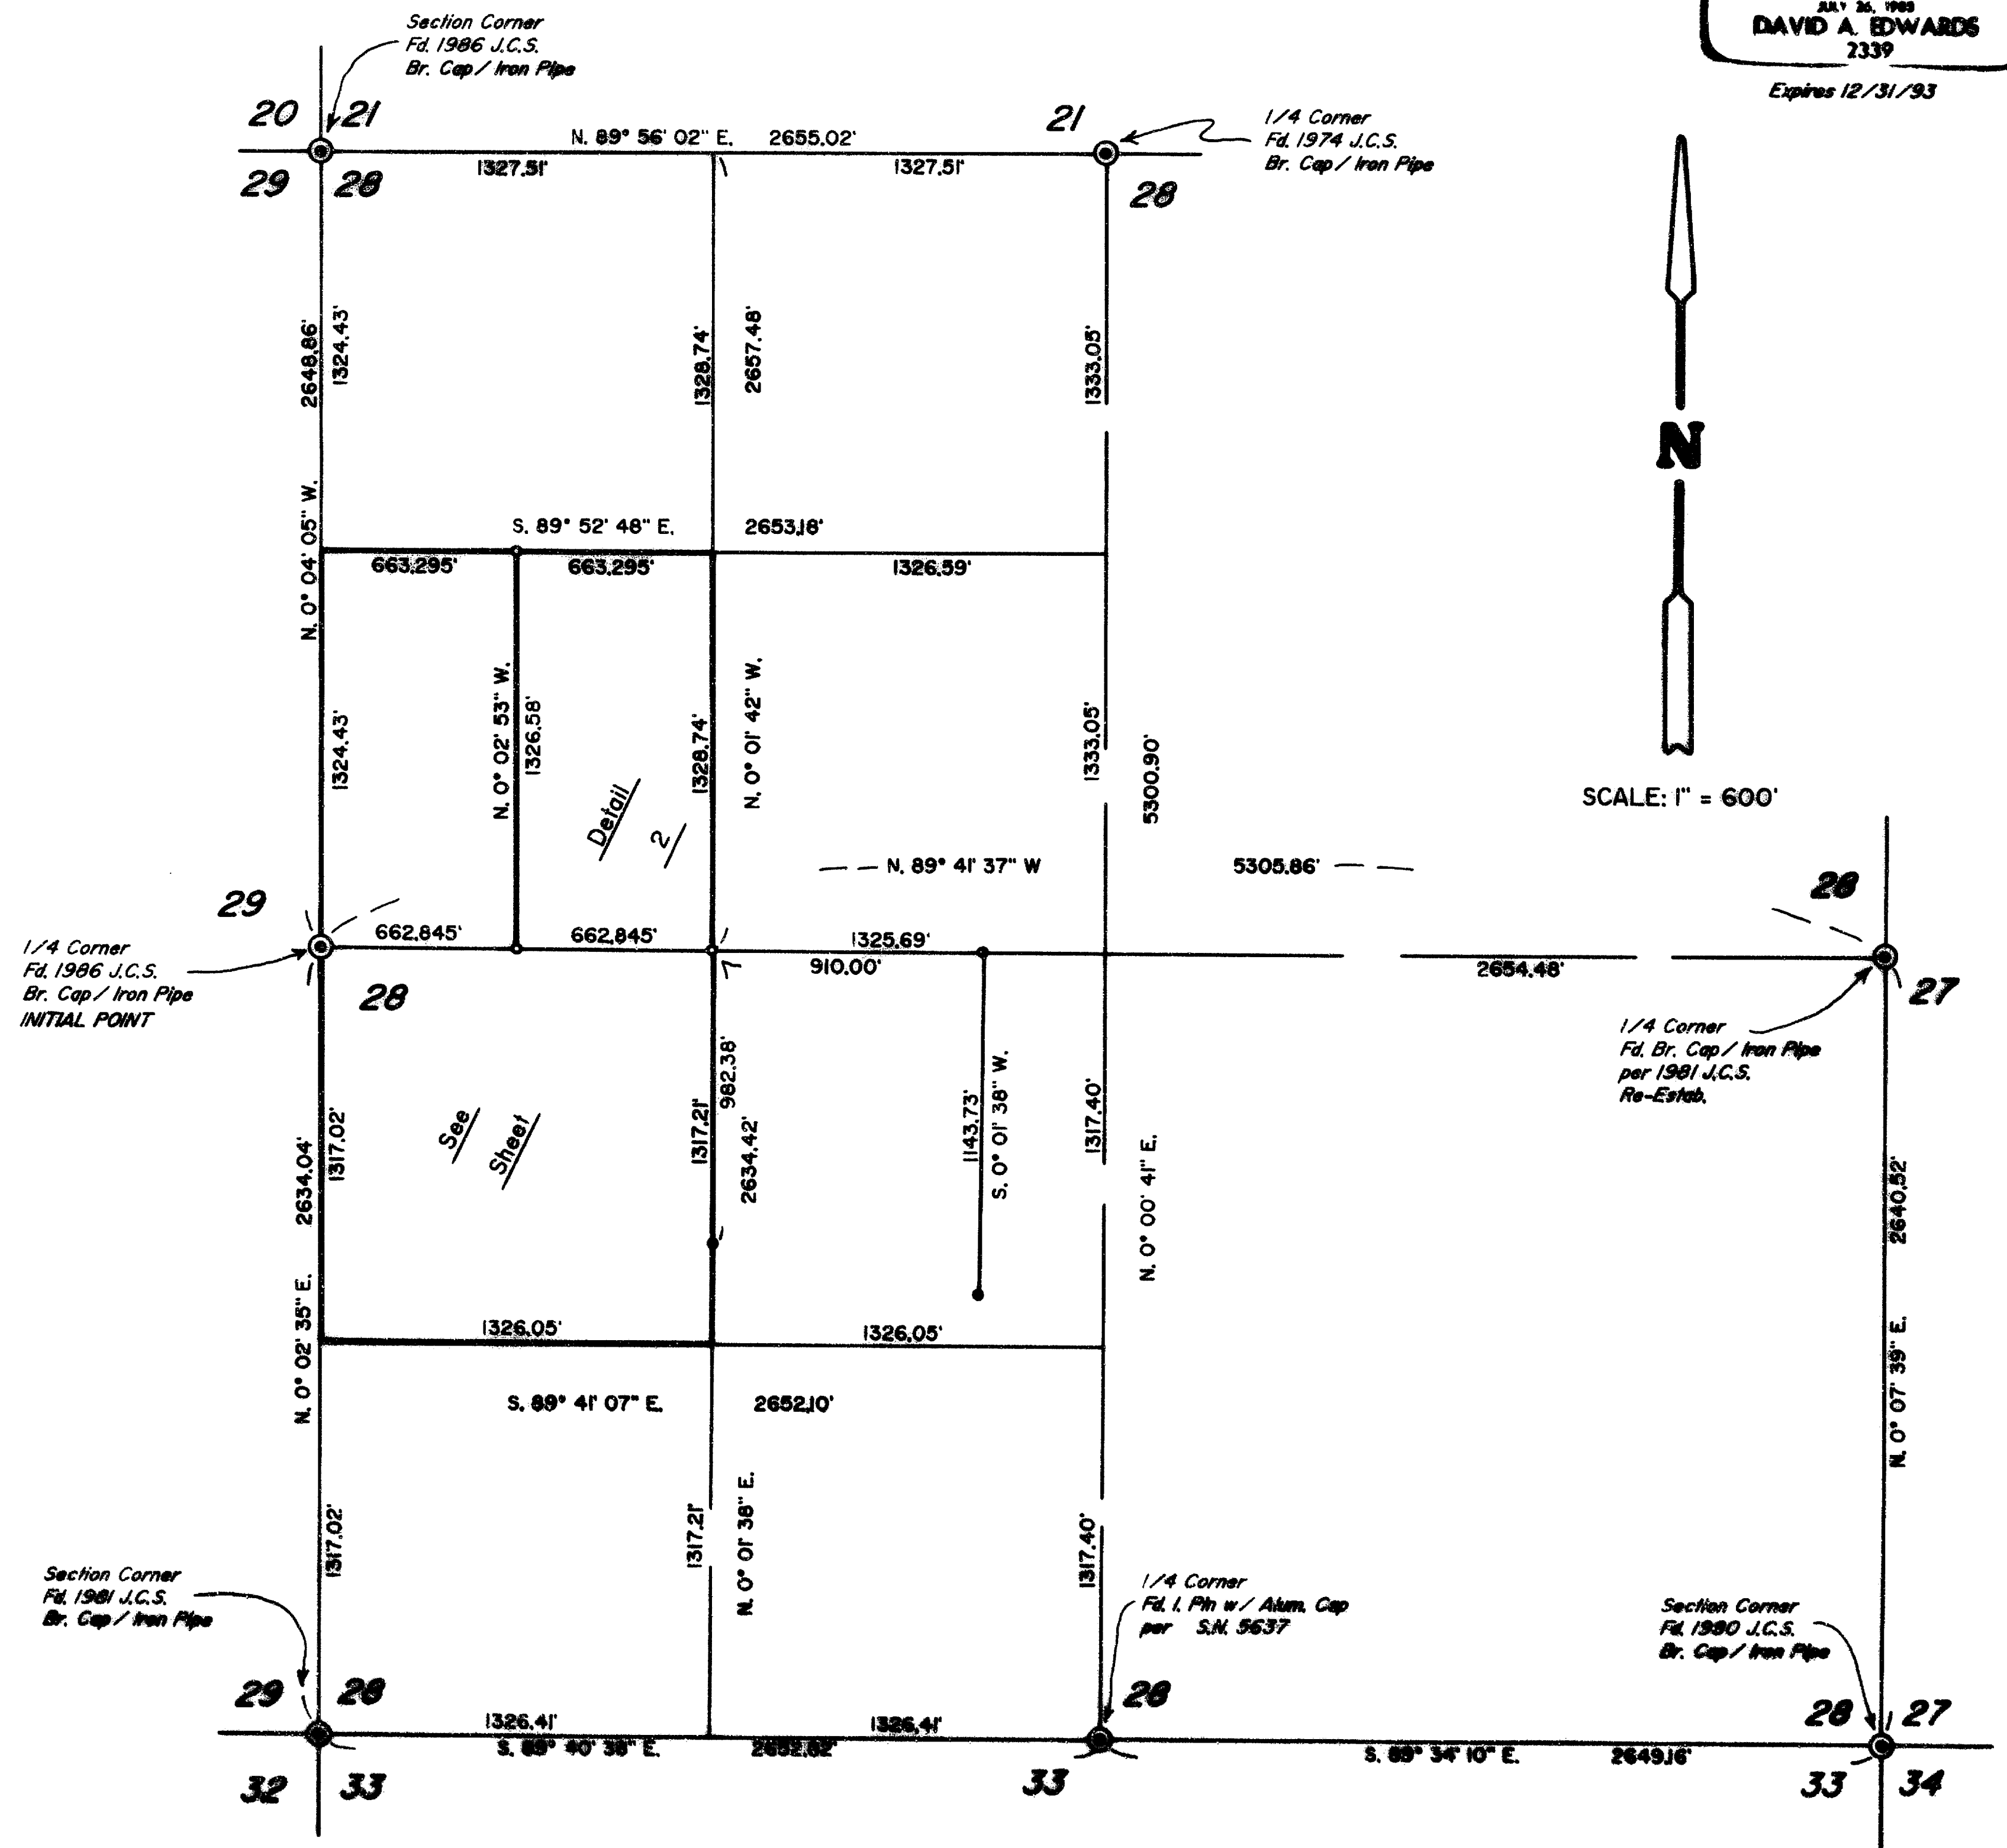 JULY 26, 1985
DAVID A. EDWARDS
2339
Expires 12/31/93
Section Corner
Fd. 1986 J.C.S.
Br. Cap / Iron Pipe
20 21
29 28
N. 89° 56' 02" E. 2655.02'
1327.51' 1327.51'
21
28
1/4 Corner
Fd. 1974 J.C.S.
Br. Cap / Iron Pipe
2648.86'
1324.43'
1328.74'
2657.48'
1333.05'
N
N. 0° 04' 05" W.
S. 89° 52' 48" E. 2653.18'
663.295' 663.295' 1326.59'
1324.43'
N. 0° 02' 53" W.
1326.58'
1328.74'
N. 0° 01' 42" W.
1333.05'
5300.90'
SCALE: 1" = 600'
Detail
2
N. 89° 41' 37" W 5305.86'
29
28
28
27
662.845' 662.845' 1325.69'
910.00' 2654.48'
1/4 Corner
Fd. 1986 J.C.S.
Br. Cap / Iron Pipe
INITIAL POINT
1/4 Corner
Fd. Br. Cap / Iron Pipe
per 1981 J.C.S.
Re-Estab.
See
Sheet
2634.04'
1317.02'
1317.21'
982.38'
2634.42'
1143.73'
S. 0° 01' 38" W.
1317.40'
N. 0° 00' 41" E.
2640.52'
N. 0° 02' 35" E.
1326.05' 1326.05'
N. 0° 07' 39" E.
S. 89° 41' 07" E. 2652.10'
1317.02'
1317.21'
N. 0° 01' 38" E.
1317.40'
Section Corner
Fd. 1981 J.C.S.
Br. Cap / Iron Pipe
1/4 Corner
Fd. I. Pin w/ Alum. Cap
per S.N. 5637
Section Corner
Fd. 1980 J.C.S.
Br. Cap / Iron Pipe
29 28
28
28 27
1326.41' 1326.41'
S. 89° 40' 38" E. 2652.82'
S. 89° 34' 10" E. 2649.16'
32 33
33
33 34